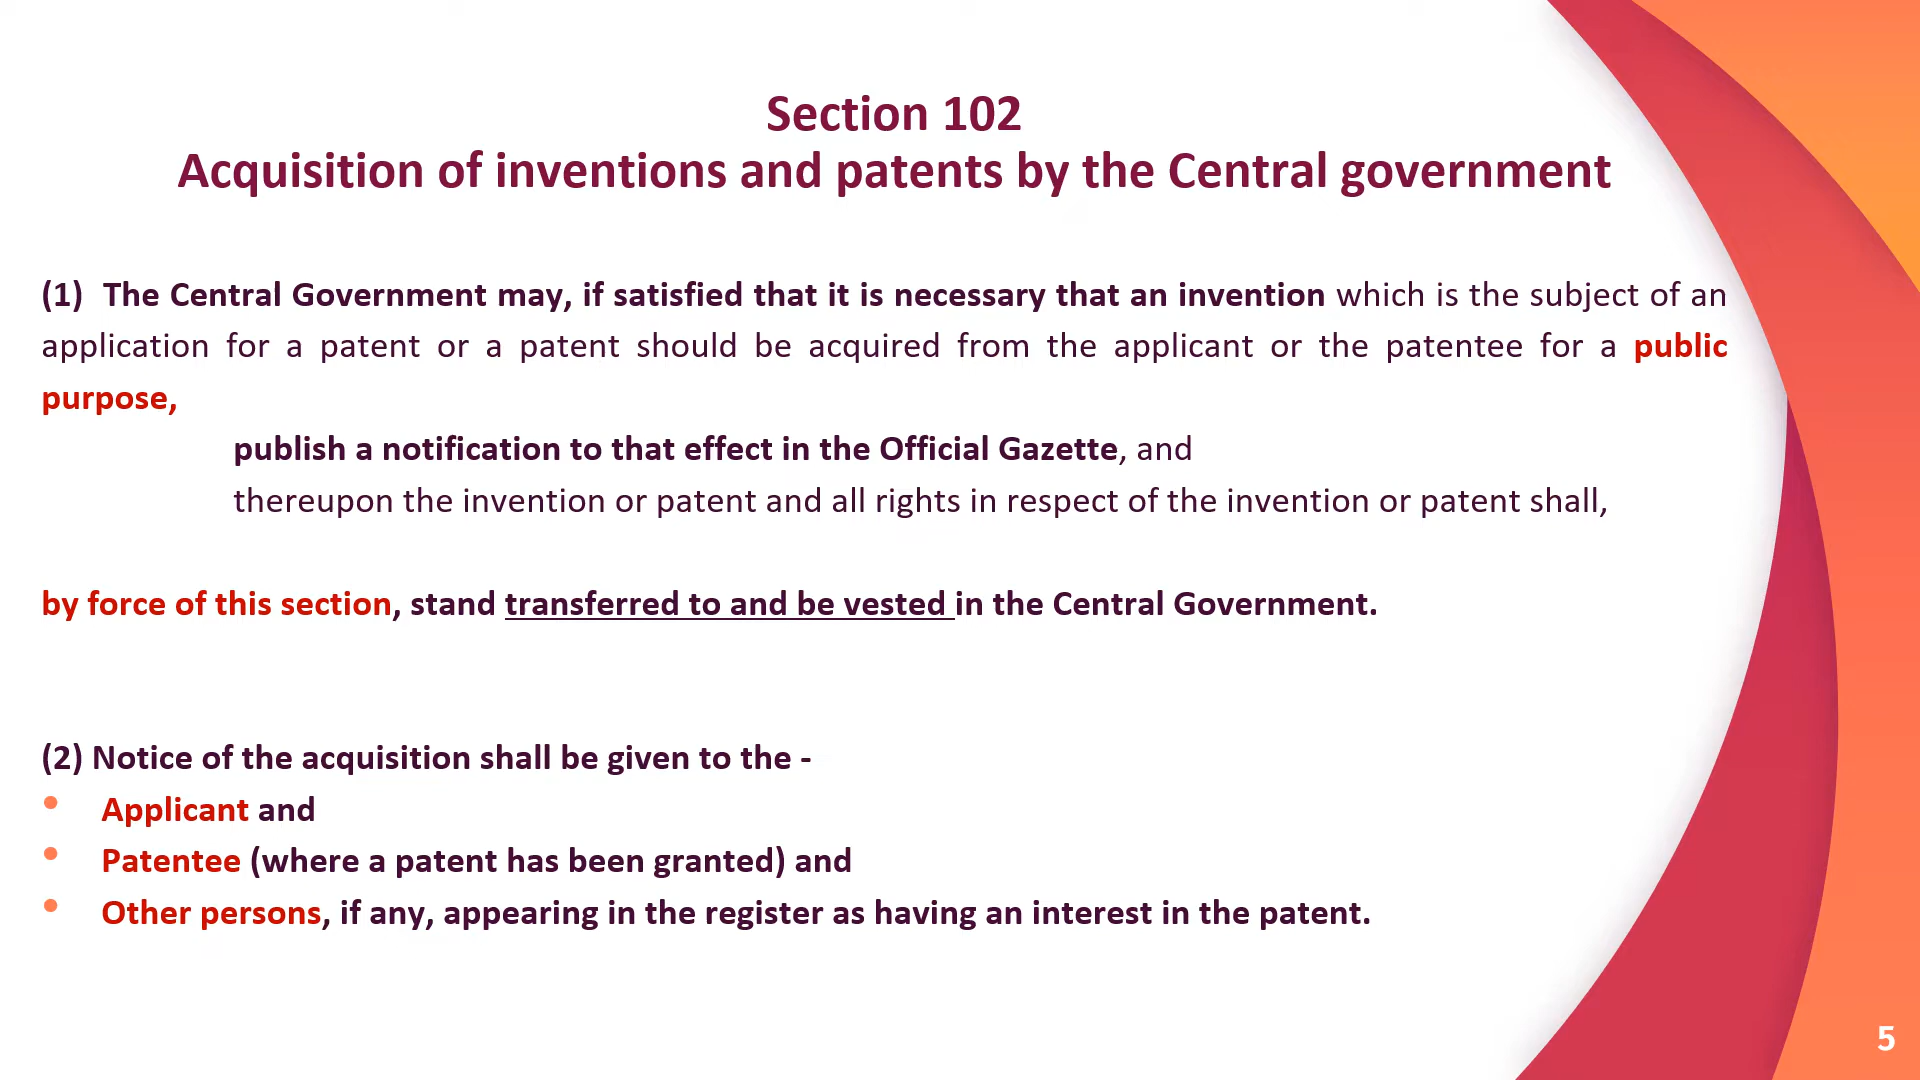 Section 102
Acquisition of inventions and patents by the Central government
(1) The Central Government may, if satisfied that it is necessary that an invention which is the subject of an
application for a patent or a patent should be acquired from the applicant or the patentee for a public
purpose,
publish a notification to that effect in the Official Gazette, and
thereupon the invention or patent and all rights in respect of the invention or patent shall,
by force of this section, stand transferred to and be vested in the Central Government.
(2) Notice of the acquisition shall be given to the -
• Applicant and
• Patentee (where a patent has been granted) and
• Other persons, if any, appearing in the register as having an interest in the patent.
5